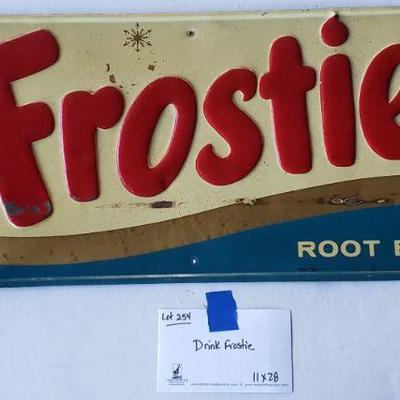 Frostie
ROOT B
Lot 254
Drink Frostie
11x28